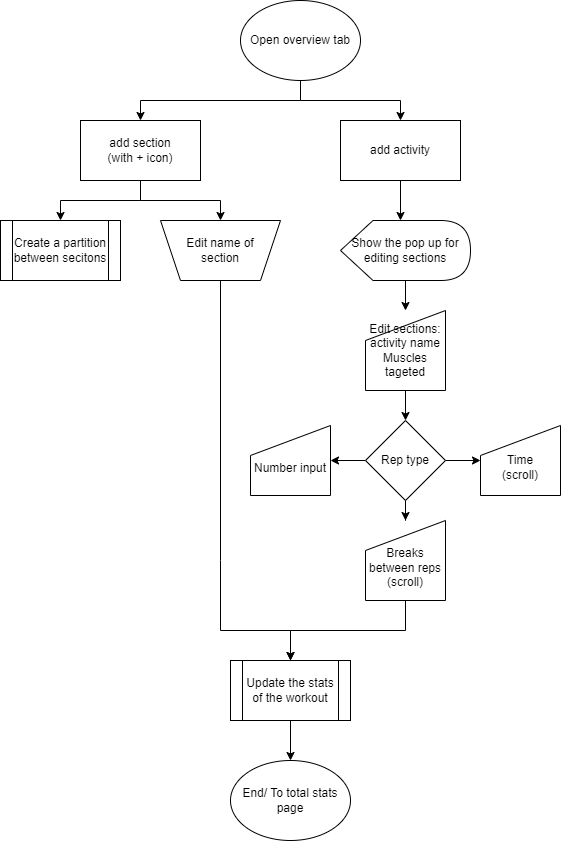 Open overview tab
add section
(with + icon)
add activity
Create a partition
between secitons
Edit name of
section
Show the pop up for
editing sections
Edit sections:
activity name
Muscles
tageted
Number input
Rep type
Time
(scroll)
Breaks
between reps
(scroll)
Update the stats
of the workout
End/ To total stats
page